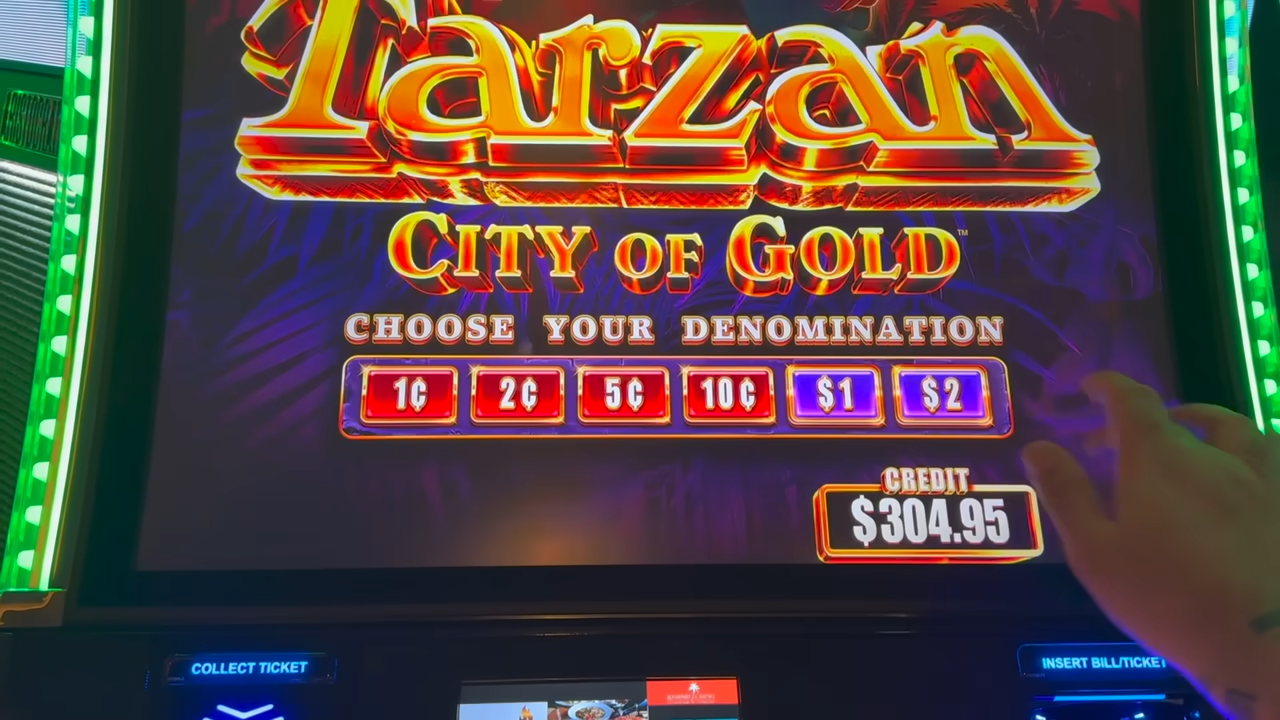 Tarzan
CITY OF GOLD™
CHOOSE YOUR DENOMINATION
1¢ 2¢ 5¢ 10¢ $1 $2
CREDIT
$304.95
COLLECT TICKET
INSERT BILL/TICKET